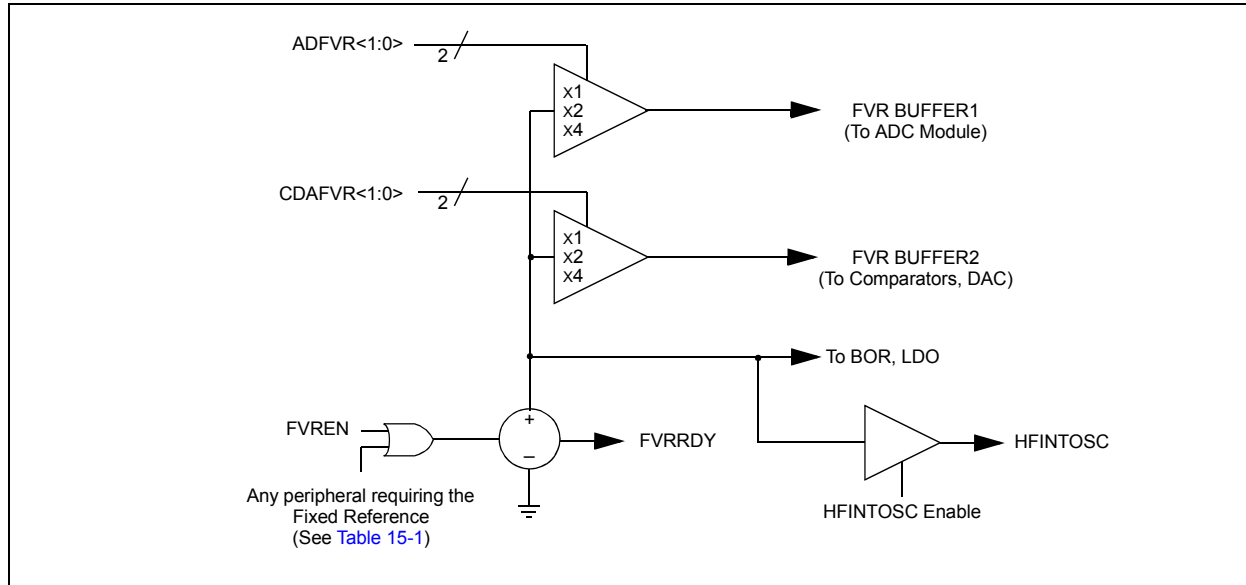 ADFVR<1:0>
2
x1
x2
x4
FVR BUFFER1
(To ADC Module)
CDAFVR<1:0>
2
x1
x2
x4
FVR BUFFER2
(To Comparators, DAC)
To BOR, LDO
+
_
FVREN
FVRRDY
HFINTOSC
Any peripheral requiring the
Fixed Reference
(See Table 15-1)
HFINTOSC Enable